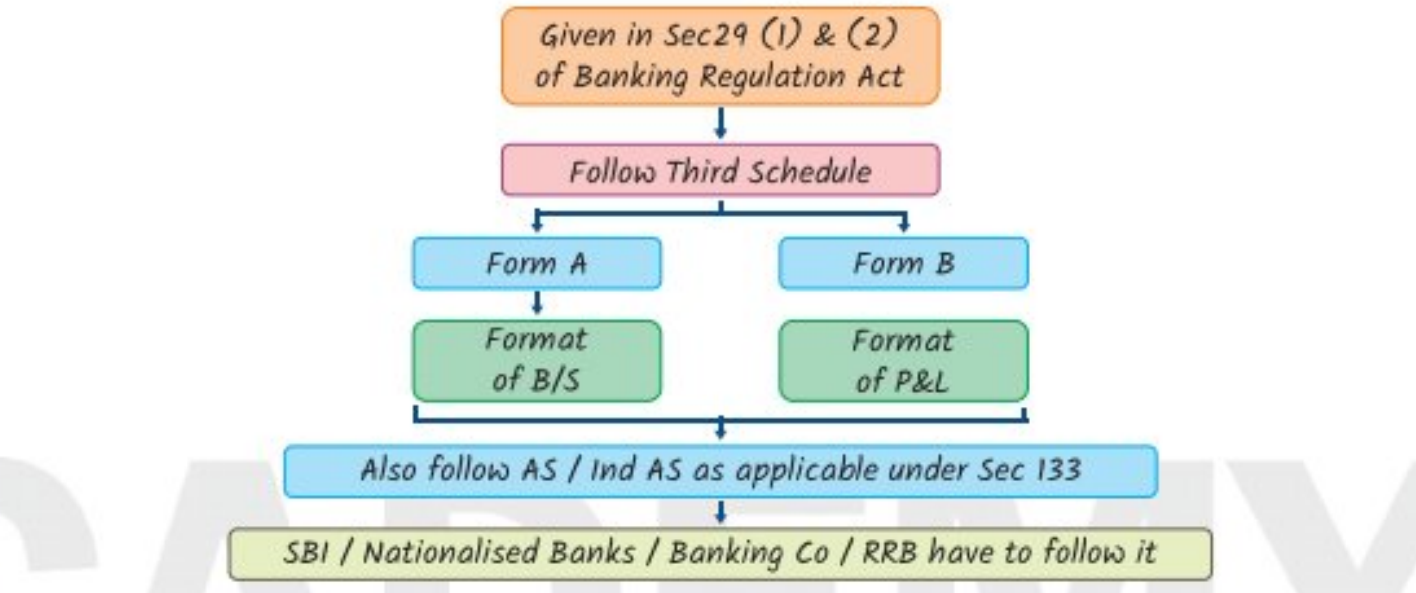 Given in Sec29 (1) & (2)
of Banking Regulation Act
Follow Third Schedule
Form A
Form B
Format
of B/S
Format
of P&L
Also follow AS / Ind AS as applicable under Sec 133
SBI / Nationalised Banks / Banking Co / RRB have to follow it
CADEMY